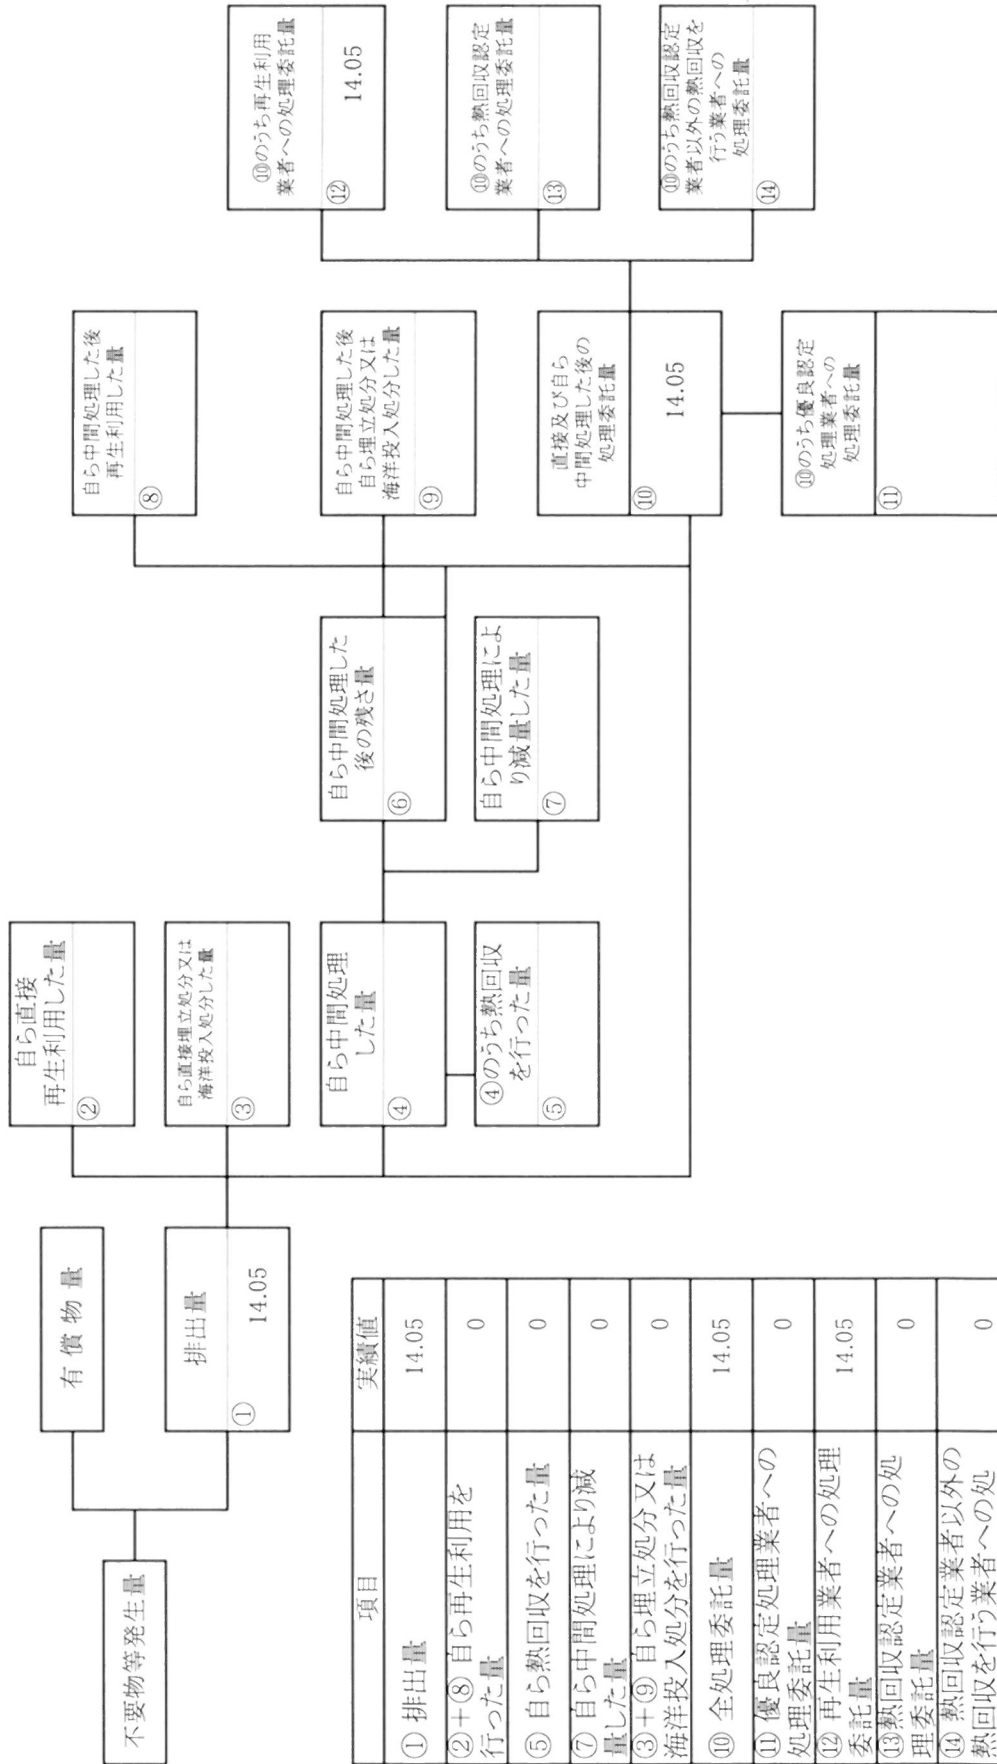 不要物等発生量
有償物量
排出量
①
14.05
自ら直接
再生利用した量
②
自ら直接埋立処分又は
海洋投入処分した量
③
自ら中間処理
した量
④
④のうち熱回収
を行った量
⑤
自ら中間処理した
後の残さ量
⑥
自ら中間処理によ
り減量した量
⑦
自ら中間処理した後
再生利用した量
⑧
自ら中間処理した後
自ら埋立処分又は
海洋投入処分した量
⑨
直接及び自ら
中間処理した後の
処理委託量
⑩
14.05
⑩のうち優良認定
処理業者への
処理委託量
⑪
⑩のうち再生利用
業者への処理委託量
⑫
14.05
⑩のうち熱回収認定
業者への処理委託量
⑬
⑩のうち熱回収認定
業者以外の熱回収を
行う業者への
処理委託量
⑭
項目 実績値
① 排出量 14.05
②＋⑧ 自ら再生利用を
行った量 0
⑤ 自ら熱回収を行った量 0
⑦ 自ら中間処理により減
量した量 0
③＋⑨ 自ら埋立処分又は
海洋投入処分を行った量 0
⑩ 全処理委託量 14.05
⑪ 優良認定処理業者への
処理委託量 0
⑫ 再生利用業者への処理
委託量 14.05
⑬熱回収認定業者への処
理委託量 0
⑭ 熱回収認定業者以外の
熱回収を行う業者への処 0